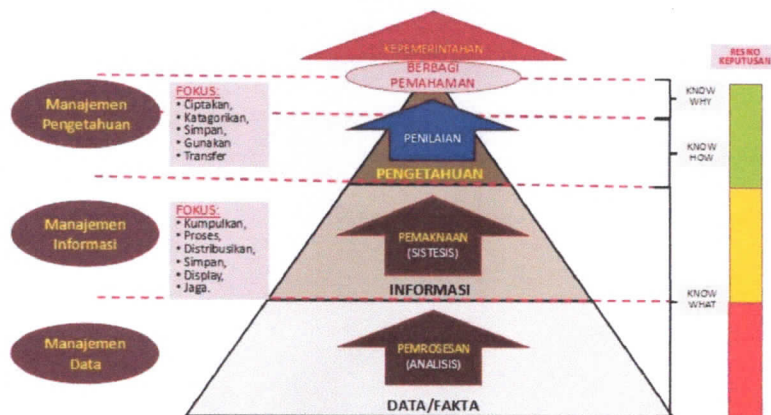 KEPEMERINTAHAN
BERBAGI
PEMAHAMAN
RESIKO
KEPUTUSAN
Manajemen
Pengetahuan
FOKUS:
• Ciptakan,
• Katagorikan,
• Simpan,
• Gunakan
• Transfer
PENILAIAN
PENGETAHUAN
KNOW
WHY
KNOW
HOW
Manajemen
Informasi
FOKUS:
• Kumpulkan,
• Proses,
• Distribusikan,
• Simpan,
• Display,
• Jaga.
PEMAKNAAN
(SISTESIS)
INFORMASI
KNOW
WHAT
Manajemen
Data
PEMROSESAN
(ANALISIS)
DATA/FAKTA